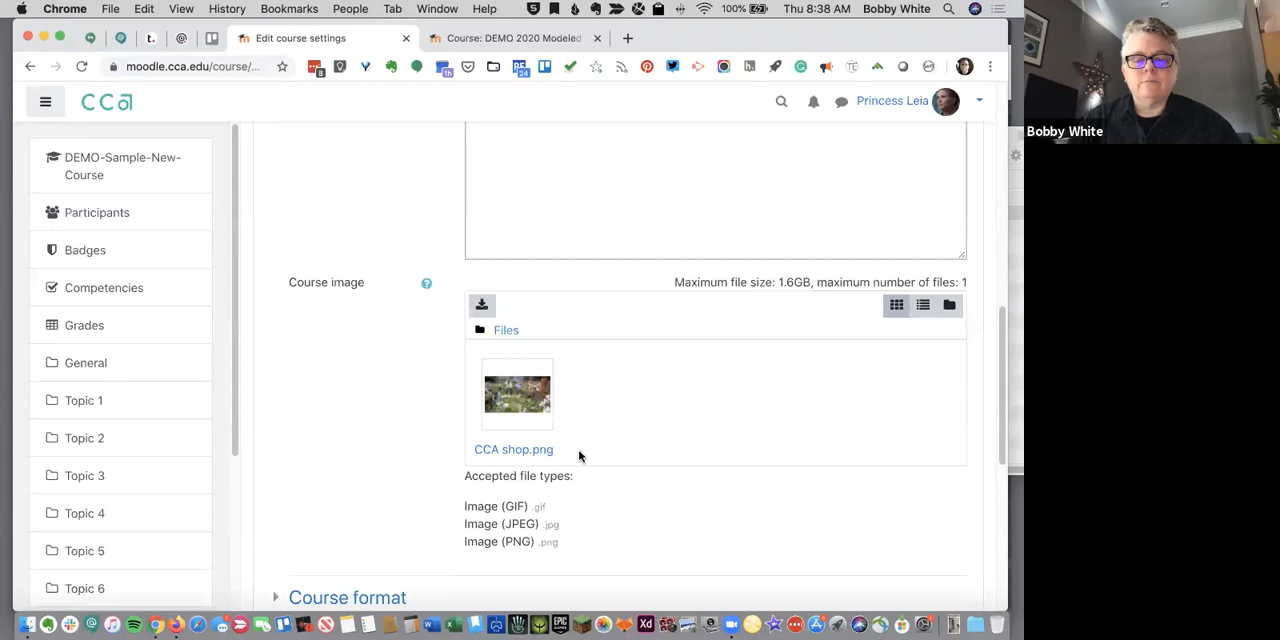 Chrome File Edit View History Bookmarks People Tab Window Help 100% Thu 8:38 AM Bobby White
Edit course settings
Course: DEMO 2020 Modeled
moodle.cca.edu/course/...
CCA
Princess Leia
Bobby White
DEMO-Sample-New-
Course
Participants
Badges
Competencies
Grades
General
Topic 1
Topic 2
Topic 3
Topic 4
Topic 5
Topic 6
Course image
Maximum file size: 1.6GB, maximum number of files: 1
Files
CCA shop.png
Accepted file types:
Image (GIF) .gif
Image (JPEG) .jpg
Image (PNG) .png
Course format